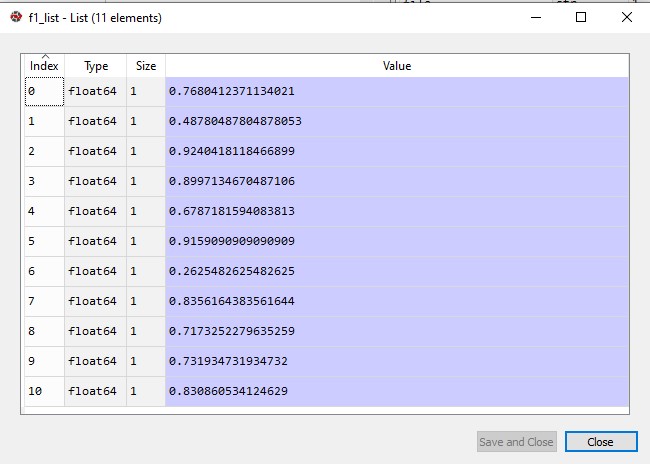 f1_list - List (11 elements)
Index Type Size Value
0 float64 1 0.7680412371134021
1 float64 1 0.48780487804878053
2 float64 1 0.9240418118466899
3 float64 1 0.8997134670487106
4 float64 1 0.6787181594083813
5 float64 1 0.9159090909090909
6 float64 1 0.2625482625482625
7 float64 1 0.8356164383561644
8 float64 1 0.7173252279635259
9 float64 1 0.731934731934732
10 float64 1 0.830860534124629
Save and Close Close